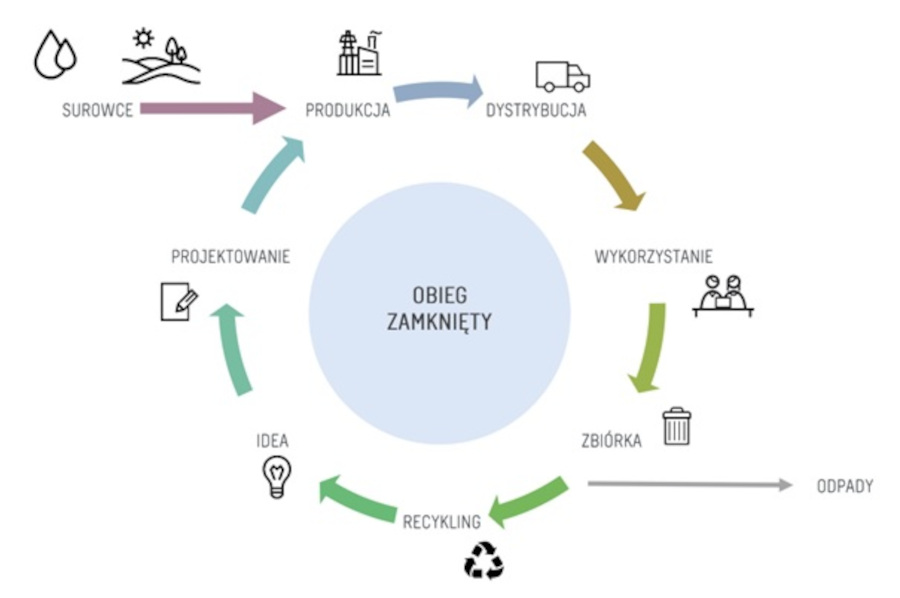 SUROWCE
PRODUKCJA
DYSTRYBUCJA
PROJEKTOWANIE
WYKORZYSTANIE
OBIEG
ZAMKNIĘTY
IDEA
ZBIÓRKA
ODPADY
RECYKLING